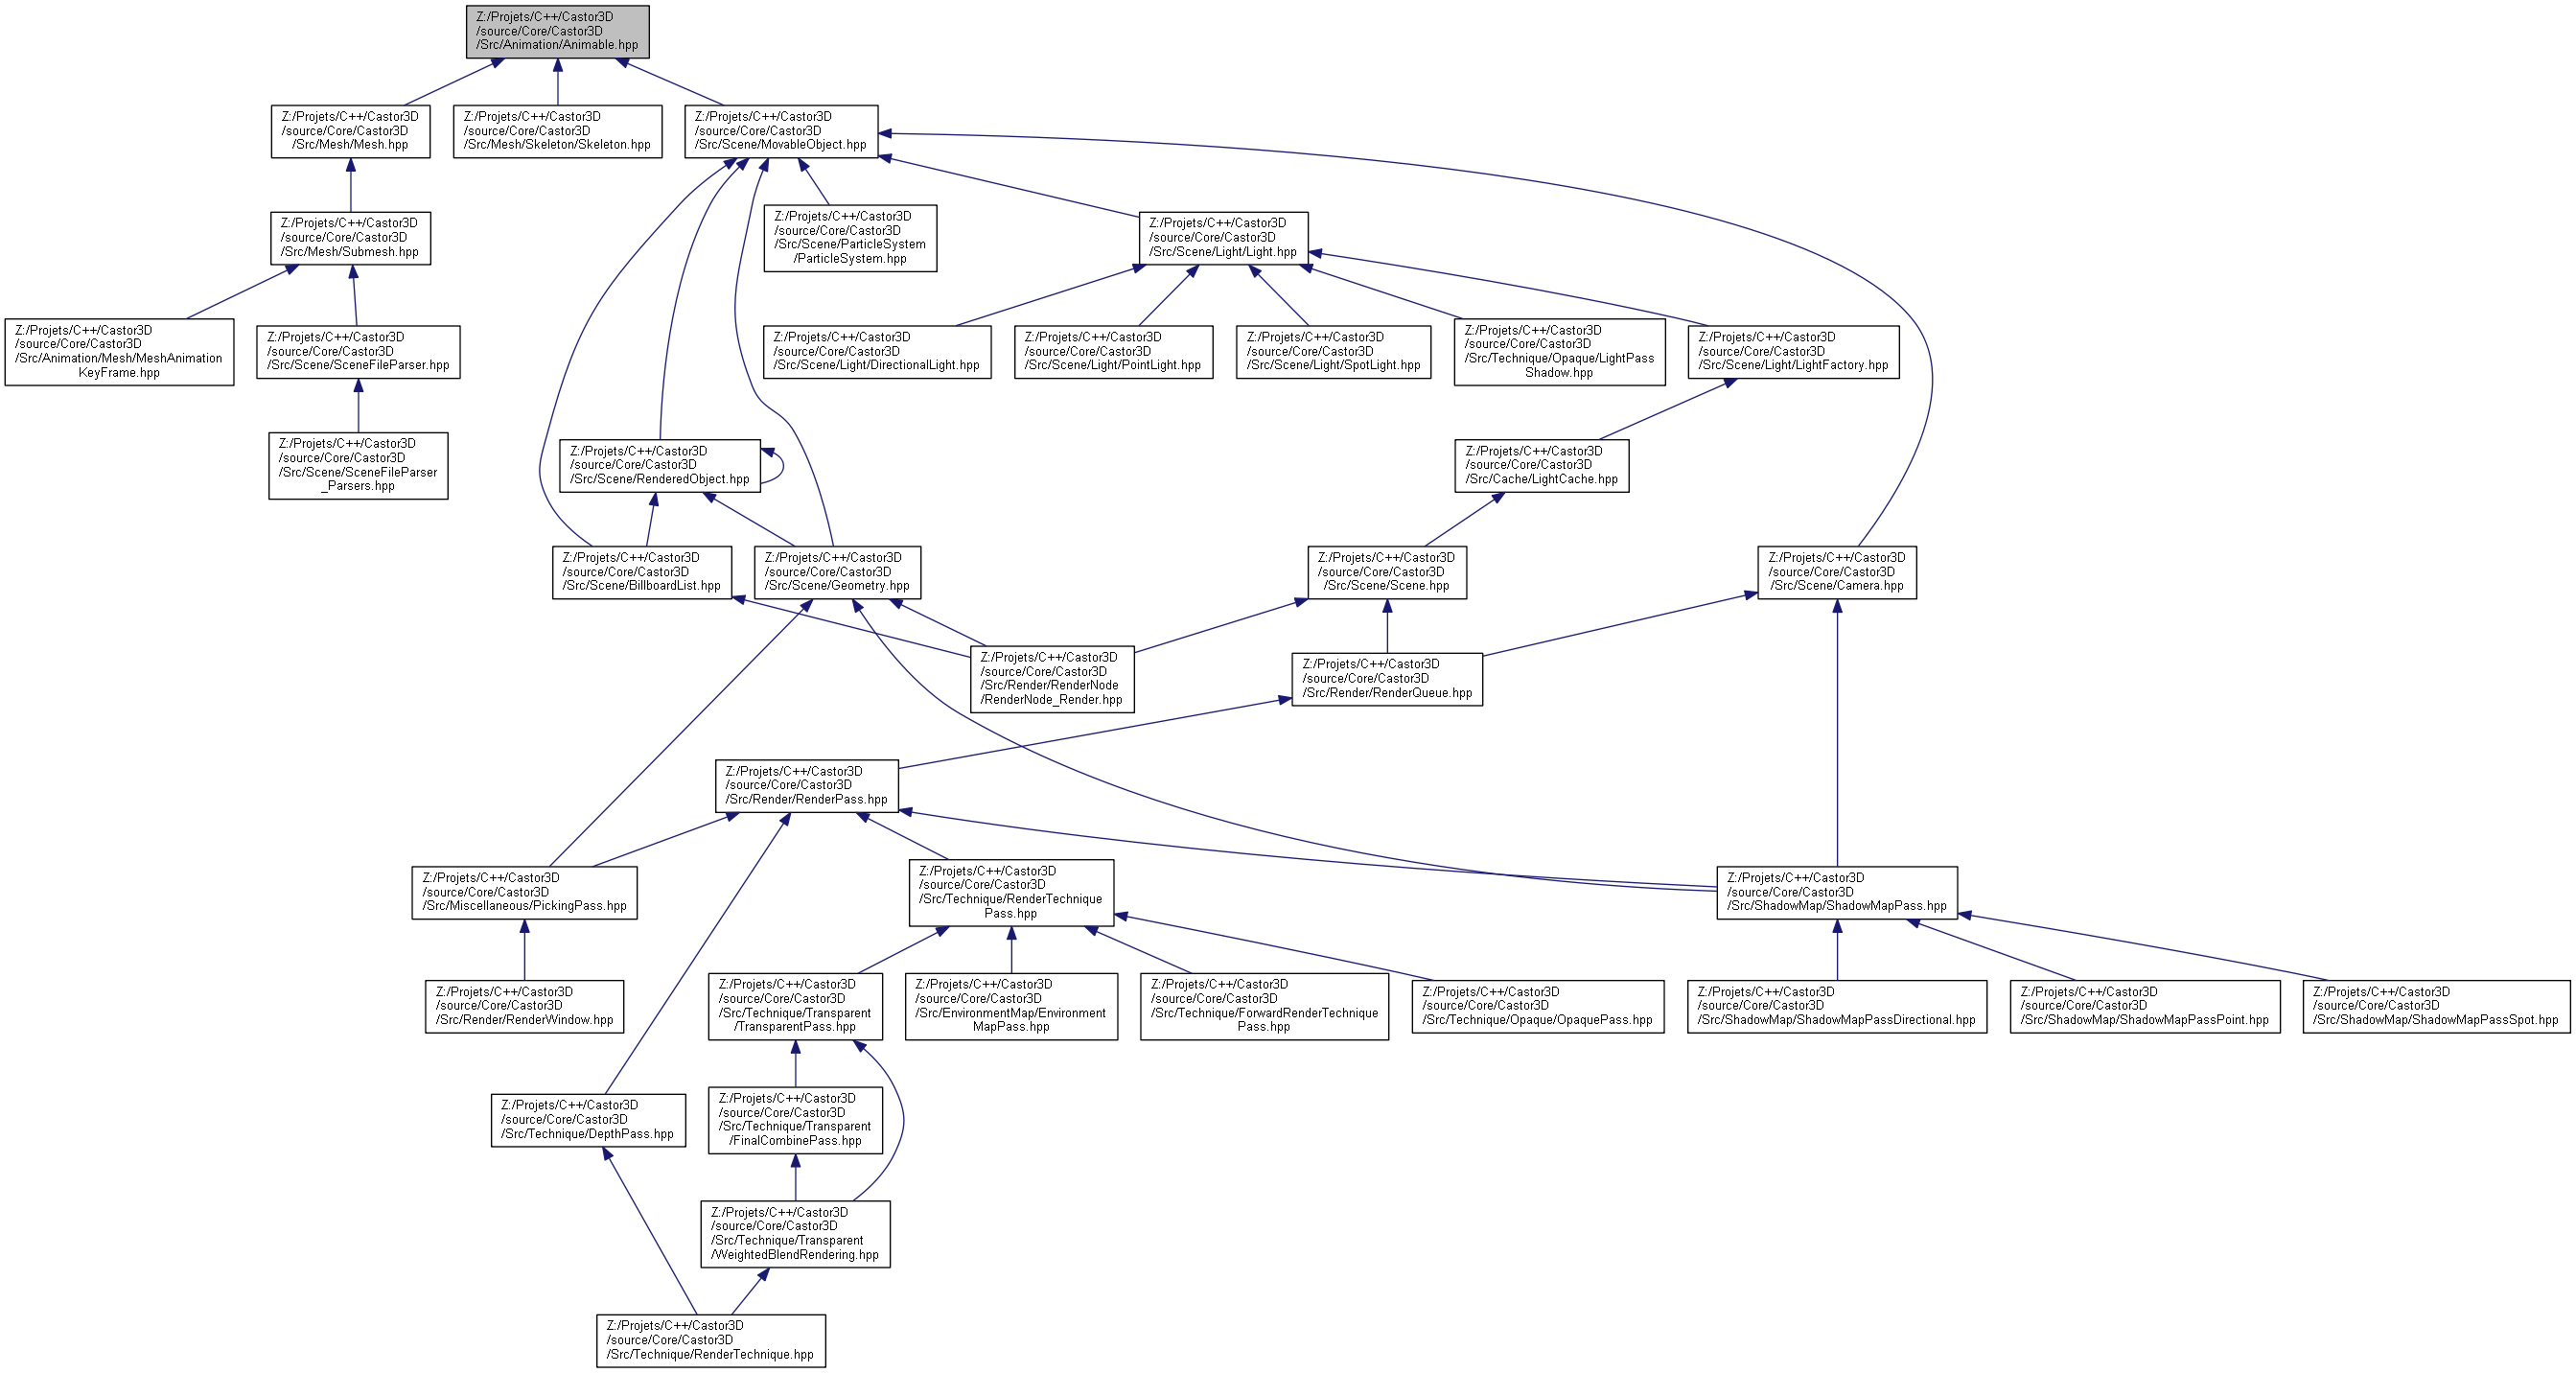 Z:/Projets/C++/Castor3D
/source/Core/Castor3D
/Src/Animation/Animable.hpp
Z:/Projets/C++/Castor3D
/source/Core/Castor3D
/Src/Mesh/Mesh.hpp
Z:/Projets/C++/Castor3D
/source/Core/Castor3D
/Src/Mesh/Skeleton/Skeleton.hpp
Z:/Projets/C++/Castor3D
/source/Core/Castor3D
/Src/Scene/MovableObject.hpp
Z:/Projets/C++/Castor3D
/source/Core/Castor3D
/Src/Mesh/Submesh.hpp
Z:/Projets/C++/Castor3D
/source/Core/Castor3D
/Src/Scene/ParticleSystem
/ParticleSystem.hpp
Z:/Projets/C++/Castor3D
/source/Core/Castor3D
/Src/Scene/Light/Light.hpp
Z:/Projets/C++/Castor3D
/source/Core/Castor3D
/Src/Animation/Mesh/MeshAnimation
KeyFrame.hpp
Z:/Projets/C++/Castor3D
/source/Core/Castor3D
/Src/Scene/SceneFileParser.hpp
Z:/Projets/C++/Castor3D
/source/Core/Castor3D
/Src/Scene/Light/DirectionalLight.hpp
Z:/Projets/C++/Castor3D
/source/Core/Castor3D
/Src/Scene/Light/PointLight.hpp
Z:/Projets/C++/Castor3D
/source/Core/Castor3D
/Src/Scene/Light/SpotLight.hpp
Z:/Projets/C++/Castor3D
/source/Core/Castor3D
/Src/Technique/Opaque/LightPass
Shadow.hpp
Z:/Projets/C++/Castor3D
/source/Core/Castor3D
/Src/Scene/Light/LightFactory.hpp
Z:/Projets/C++/Castor3D
/source/Core/Castor3D
/Src/Scene/SceneFileParser
_Parsers.hpp
Z:/Projets/C++/Castor3D
/source/Core/Castor3D
/Src/Scene/RenderedObject.hpp
Z:/Projets/C++/Castor3D
/source/Core/Castor3D
/Src/Cache/LightCache.hpp
Z:/Projets/C++/Castor3D
/source/Core/Castor3D
/Src/Scene/BillboardList.hpp
Z:/Projets/C++/Castor3D
/source/Core/Castor3D
/Src/Scene/Geometry.hpp
Z:/Projets/C++/Castor3D
/source/Core/Castor3D
/Src/Scene/Scene.hpp
Z:/Projets/C++/Castor3D
/source/Core/Castor3D
/Src/Scene/Camera.hpp
Z:/Projets/C++/Castor3D
/source/Core/Castor3D
/Src/Render/RenderNode
/RenderNode_Render.hpp
Z:/Projets/C++/Castor3D
/source/Core/Castor3D
/Src/Render/RenderQueue.hpp
Z:/Projets/C++/Castor3D
/source/Core/Castor3D
/Src/Render/RenderPass.hpp
Z:/Projets/C++/Castor3D
/source/Core/Castor3D
/Src/Miscellaneous/PickingPass.hpp
Z:/Projets/C++/Castor3D
/source/Core/Castor3D
/Src/Technique/RenderTechnique
Pass.hpp
Z:/Projets/C++/Castor3D
/source/Core/Castor3D
/Src/ShadowMap/ShadowMapPass.hpp
Z:/Projets/C++/Castor3D
/source/Core/Castor3D
/Src/Render/RenderWindow.hpp
Z:/Projets/C++/Castor3D
/source/Core/Castor3D
/Src/Technique/Transparent
/TransparentPass.hpp
Z:/Projets/C++/Castor3D
/source/Core/Castor3D
/Src/EnvironmentMap/Environment
MapPass.hpp
Z:/Projets/C++/Castor3D
/source/Core/Castor3D
/Src/Technique/ForwardRenderTechnique
Pass.hpp
Z:/Projets/C++/Castor3D
/source/Core/Castor3D
/Src/Technique/Opaque/OpaquePass.hpp
Z:/Projets/C++/Castor3D
/source/Core/Castor3D
/Src/ShadowMap/ShadowMapPassDirectional.hpp
Z:/Projets/C++/Castor3D
/source/Core/Castor3D
/Src/ShadowMap/ShadowMapPassPoint.hpp
Z:/Projets/C++/Castor3D
/source/Core/Castor3D
/Src/ShadowMap/ShadowMapPassSpot.hpp
Z:/Projets/C++/Castor3D
/source/Core/Castor3D
/Src/Technique/DepthPass.hpp
Z:/Projets/C++/Castor3D
/source/Core/Castor3D
/Src/Technique/Transparent
/FinalCombinePass.hpp
Z:/Projets/C++/Castor3D
/source/Core/Castor3D
/Src/Technique/Transparent
/WeightedBlendRendering.hpp
Z:/Projets/C++/Castor3D
/source/Core/Castor3D
/Src/Technique/RenderTechnique.hpp